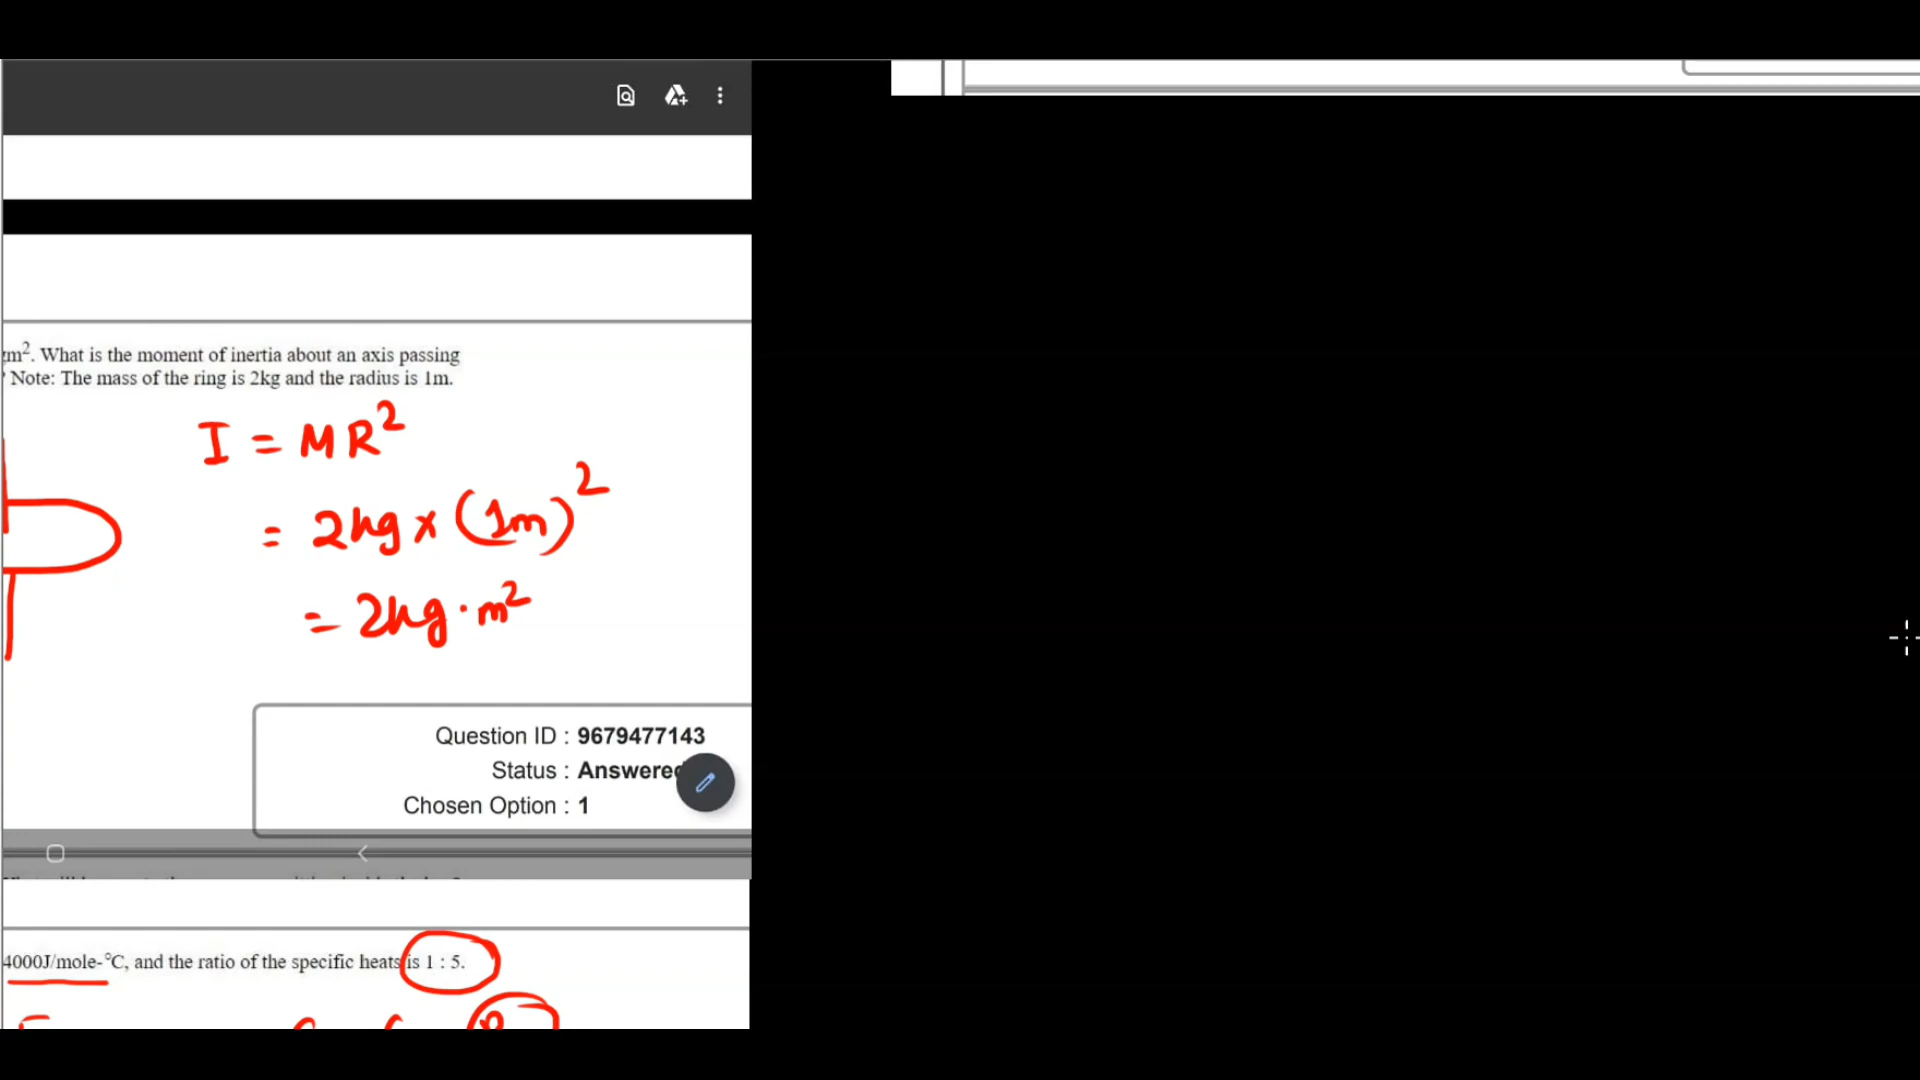 gm². What is the moment of inertia about an axis passing
Note: The mass of the ring is 2kg and the radius is 1m.
I = MR²
= 2kg × (1m)²
= 2kg · m²
Question ID : 9679477143
Status : Answered
Chosen Option : 1
4000J/mole-°C, and the ratio of the specific heats is 1 : 5.